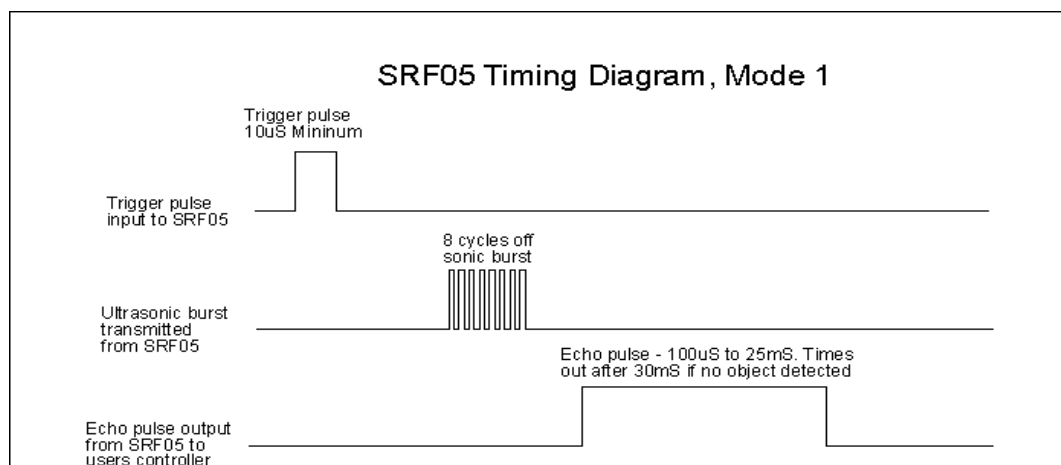 SRF05 Timing Diagram, Mode 1
Trigger pulse
10uS Mininum
Trigger pulse
input to SRF05
8 cycles off
sonic burst
Ultrasonic burst
transmitted
from SRF05
Echo pulse - 100uS to 25mS. Times
out after 30mS if no object detected
Echo pulse output
from SRF05 to
users controller